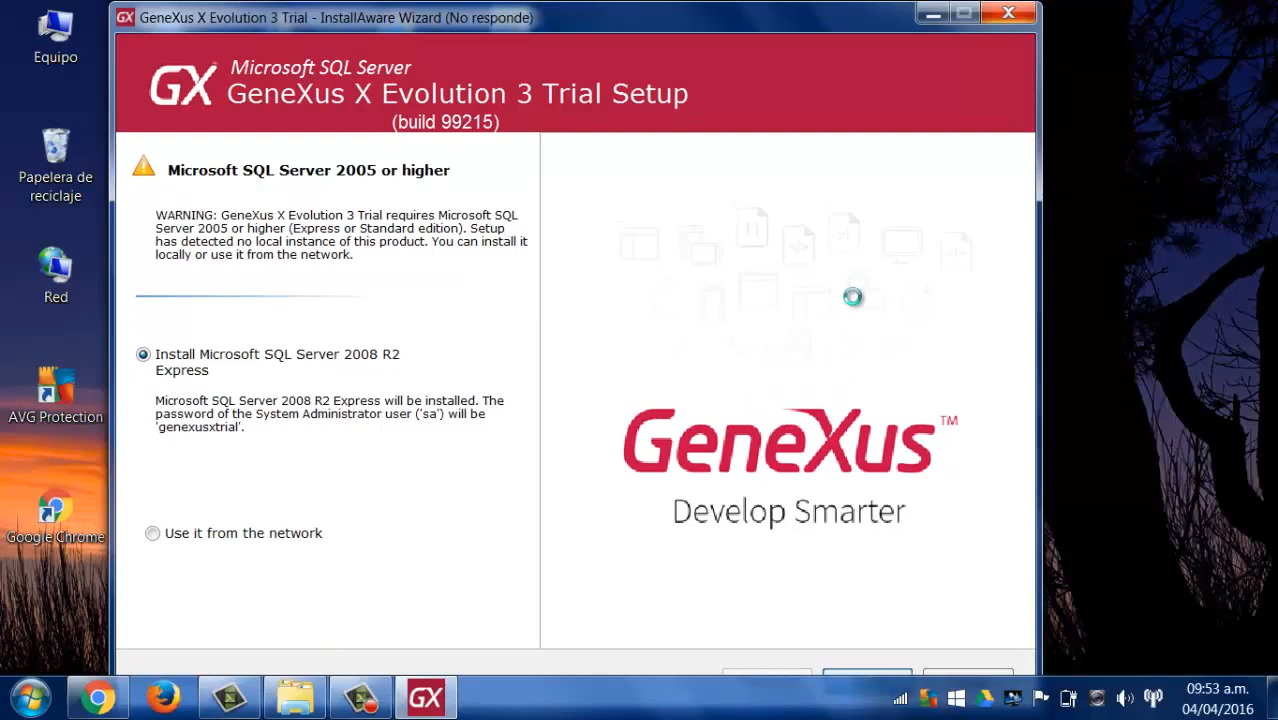 GeneXus X Evolution 3 Trial - InstallAware Wizard (No responde)
Equipo
Papelera de
reciclaje
Red
AVG Protection
Google Chrome
GX
Microsoft SQL Server
GeneXus X Evolution 3 Trial Setup
(build 99215)
Microsoft SQL Server 2005 or higher
WARNING: GeneXus X Evolution 3 Trial requires Microsoft SQL
Server 2005 or higher (Express or Standard edition). Setup
has detected no local instance of this product. You can install it
locally or use it from the network.
Install Microsoft SQL Server 2008 R2
Express
Microsoft SQL Server 2008 R2 Express will be installed. The
password of the System Administrator user ('sa') will be
'genexusxtrial'.
Use it from the network
GeneXus™
Develop Smarter
GX
09:53 a.m.
04/04/2016